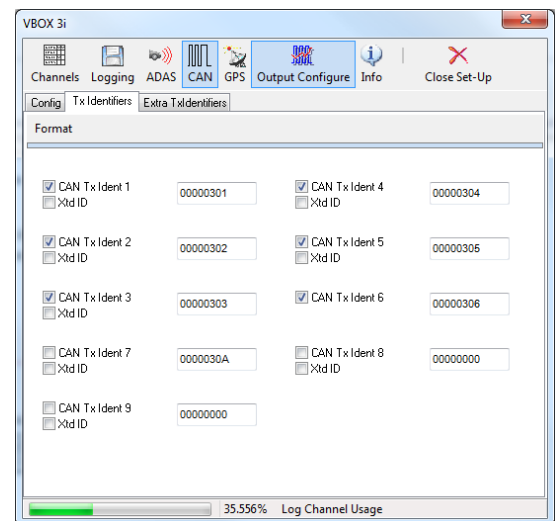 VBOX 3i
Channels Logging ADAS CAN GPS Output Configure Info Close Set-Up
Config Tx Identifiers Extra TxIdentifiers
Format
CAN Tx Ident 1 00000301 CAN Tx Ident 4 00000304
Xtd ID Xtd ID
CAN Tx Ident 2 00000302 CAN Tx Ident 5 00000305
Xtd ID Xtd ID
CAN Tx Ident 3 00000303 CAN Tx Ident 6 00000306
Xtd ID
CAN Tx Ident 7 0000030A CAN Tx Ident 8 00000000
Xtd ID Xtd ID
CAN Tx Ident 9 00000000
Xtd ID
35.556% Log Channel Usage